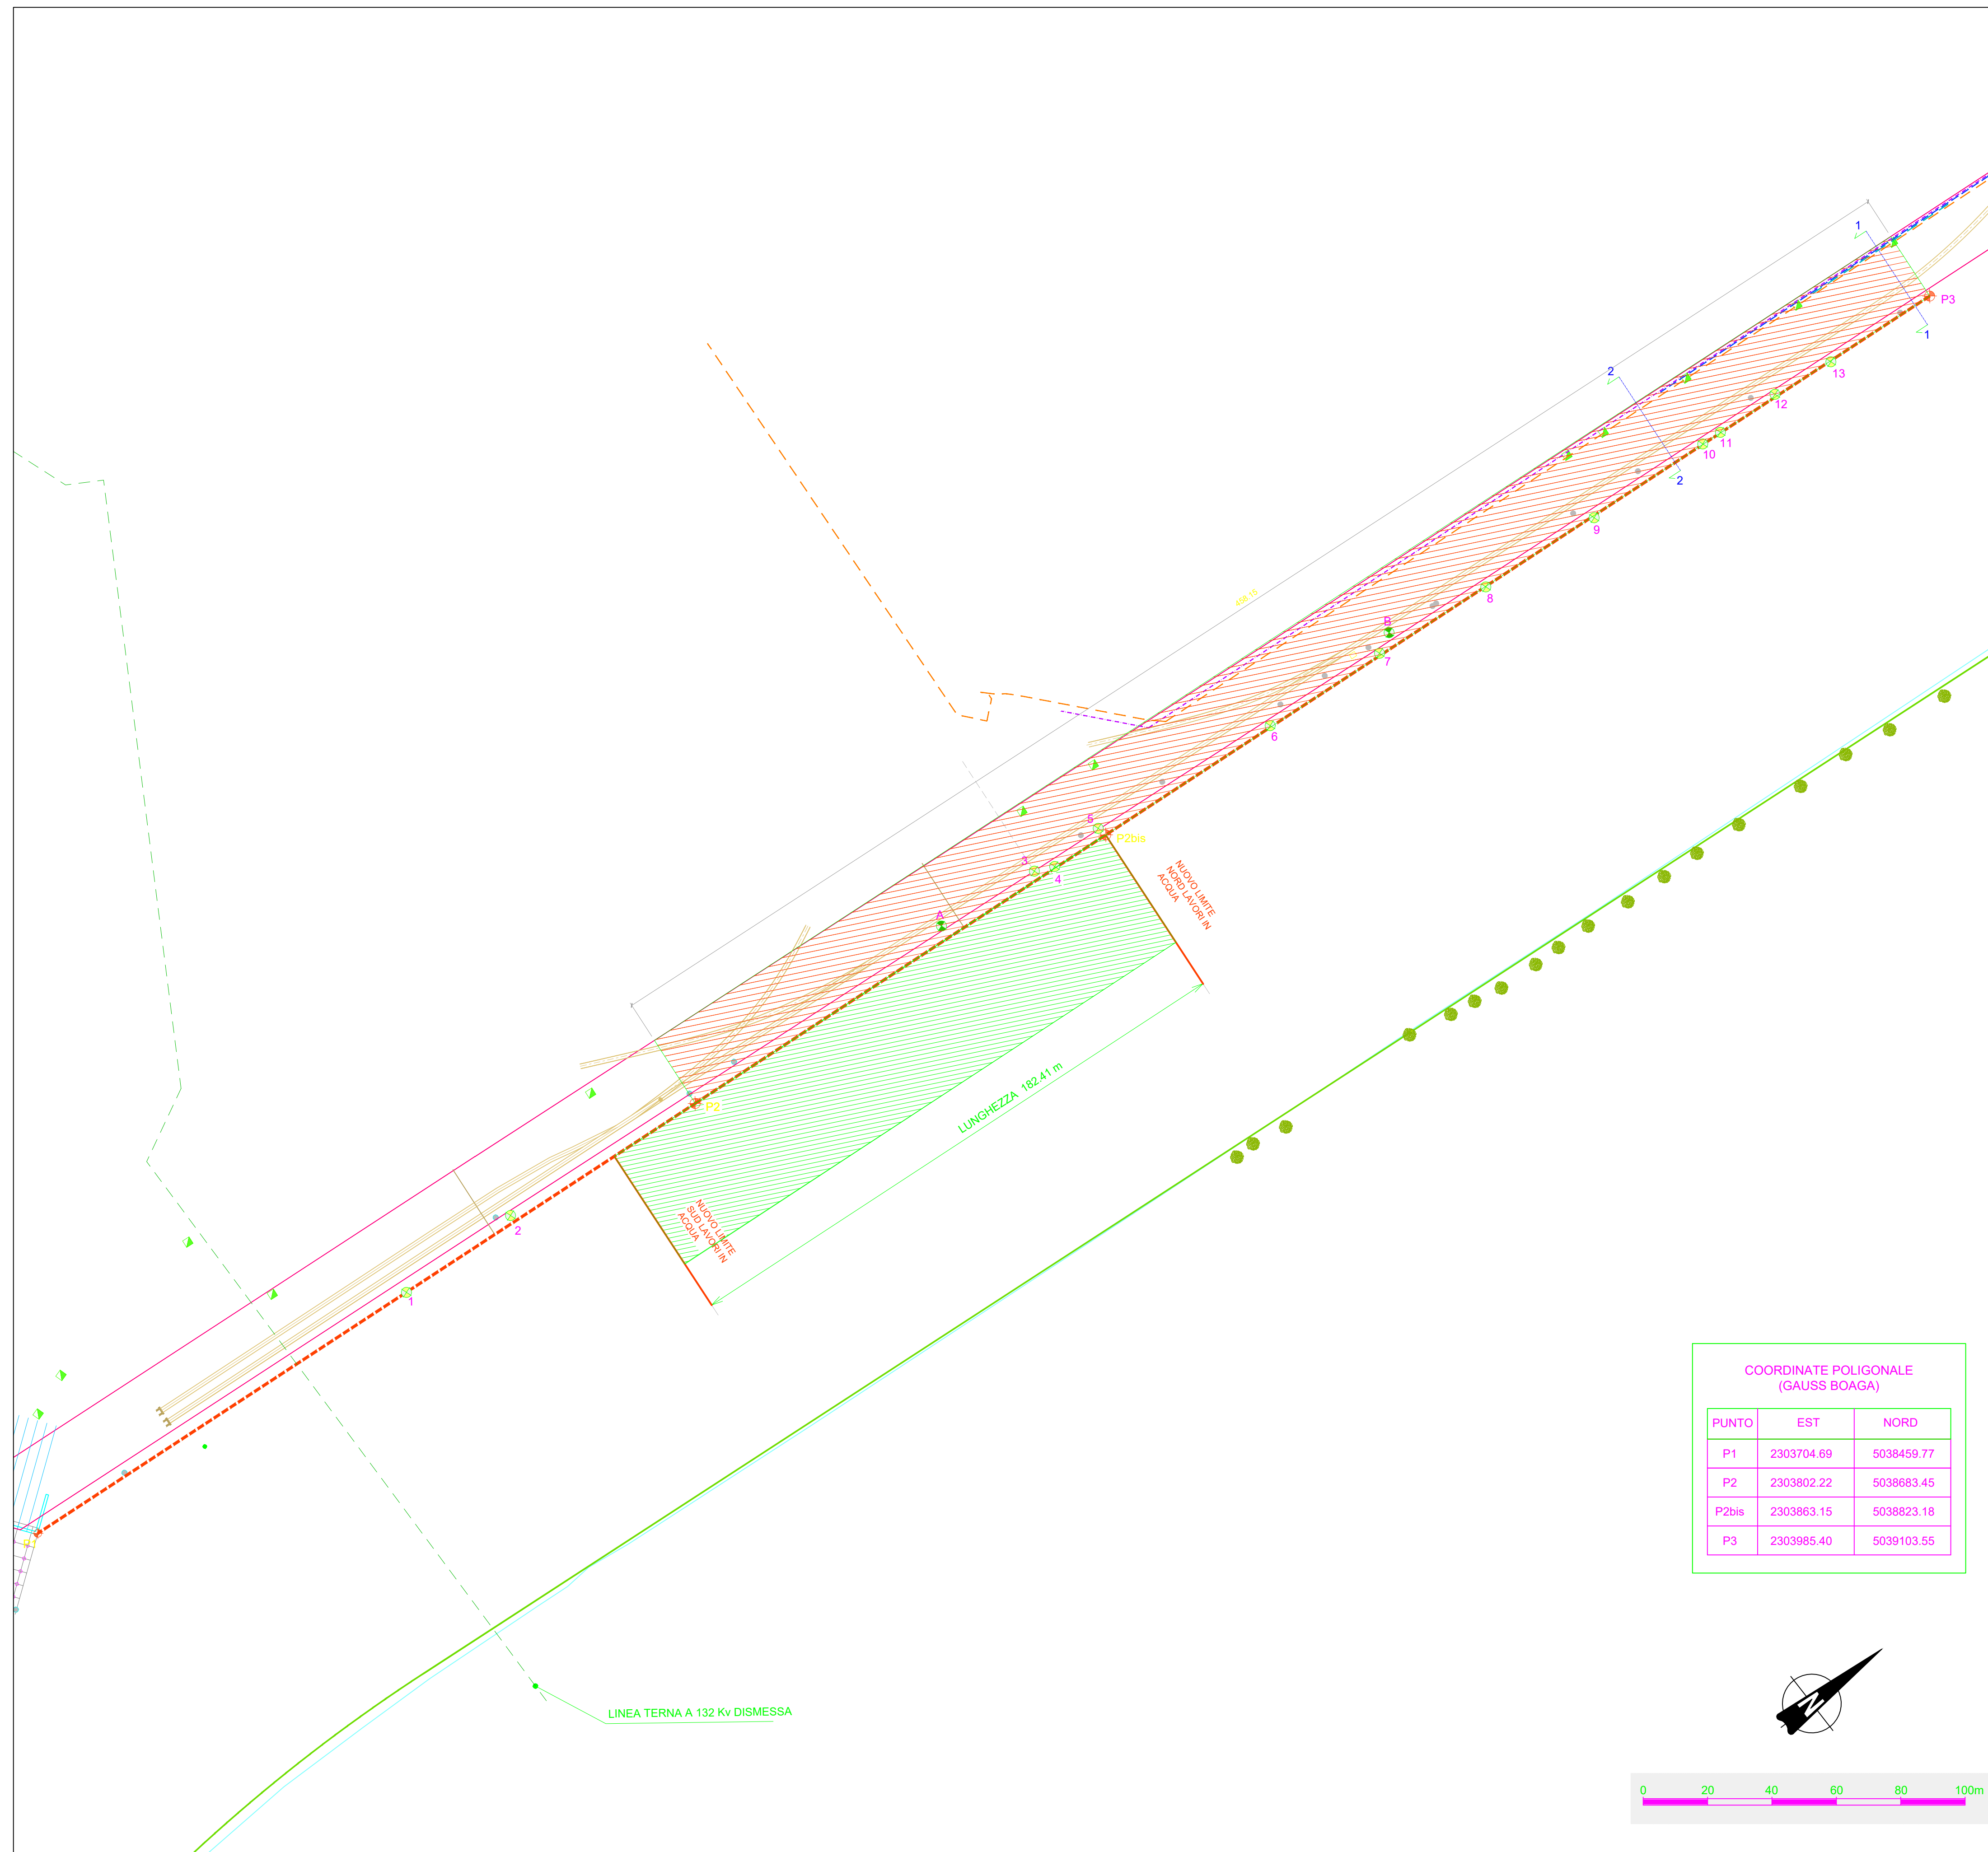 1
P3
1
2
13
12
11
10
2
9
8
B
7
6
5
P2bis
3
4
A
NUOVO LIMITE
NORD LAVORI IN
ACQUA
P2
LUNGHEZZA 182.41 m
NUOVO LIMITE
SUD LAVORI IN
ACQUA
2
1
COORDINATE POLIGONALE
(GAUSS BOAGA)
PUNTO EST NORD
P1 2303704.69 5038459.77
P2 2303802.22 5038683.45
P2bis 2303863.15 5038823.18
P3 2303985.40 5039103.55
LINEA TERNA A 132 Kv DISMESSA
N
0 20 40 60 80 100m